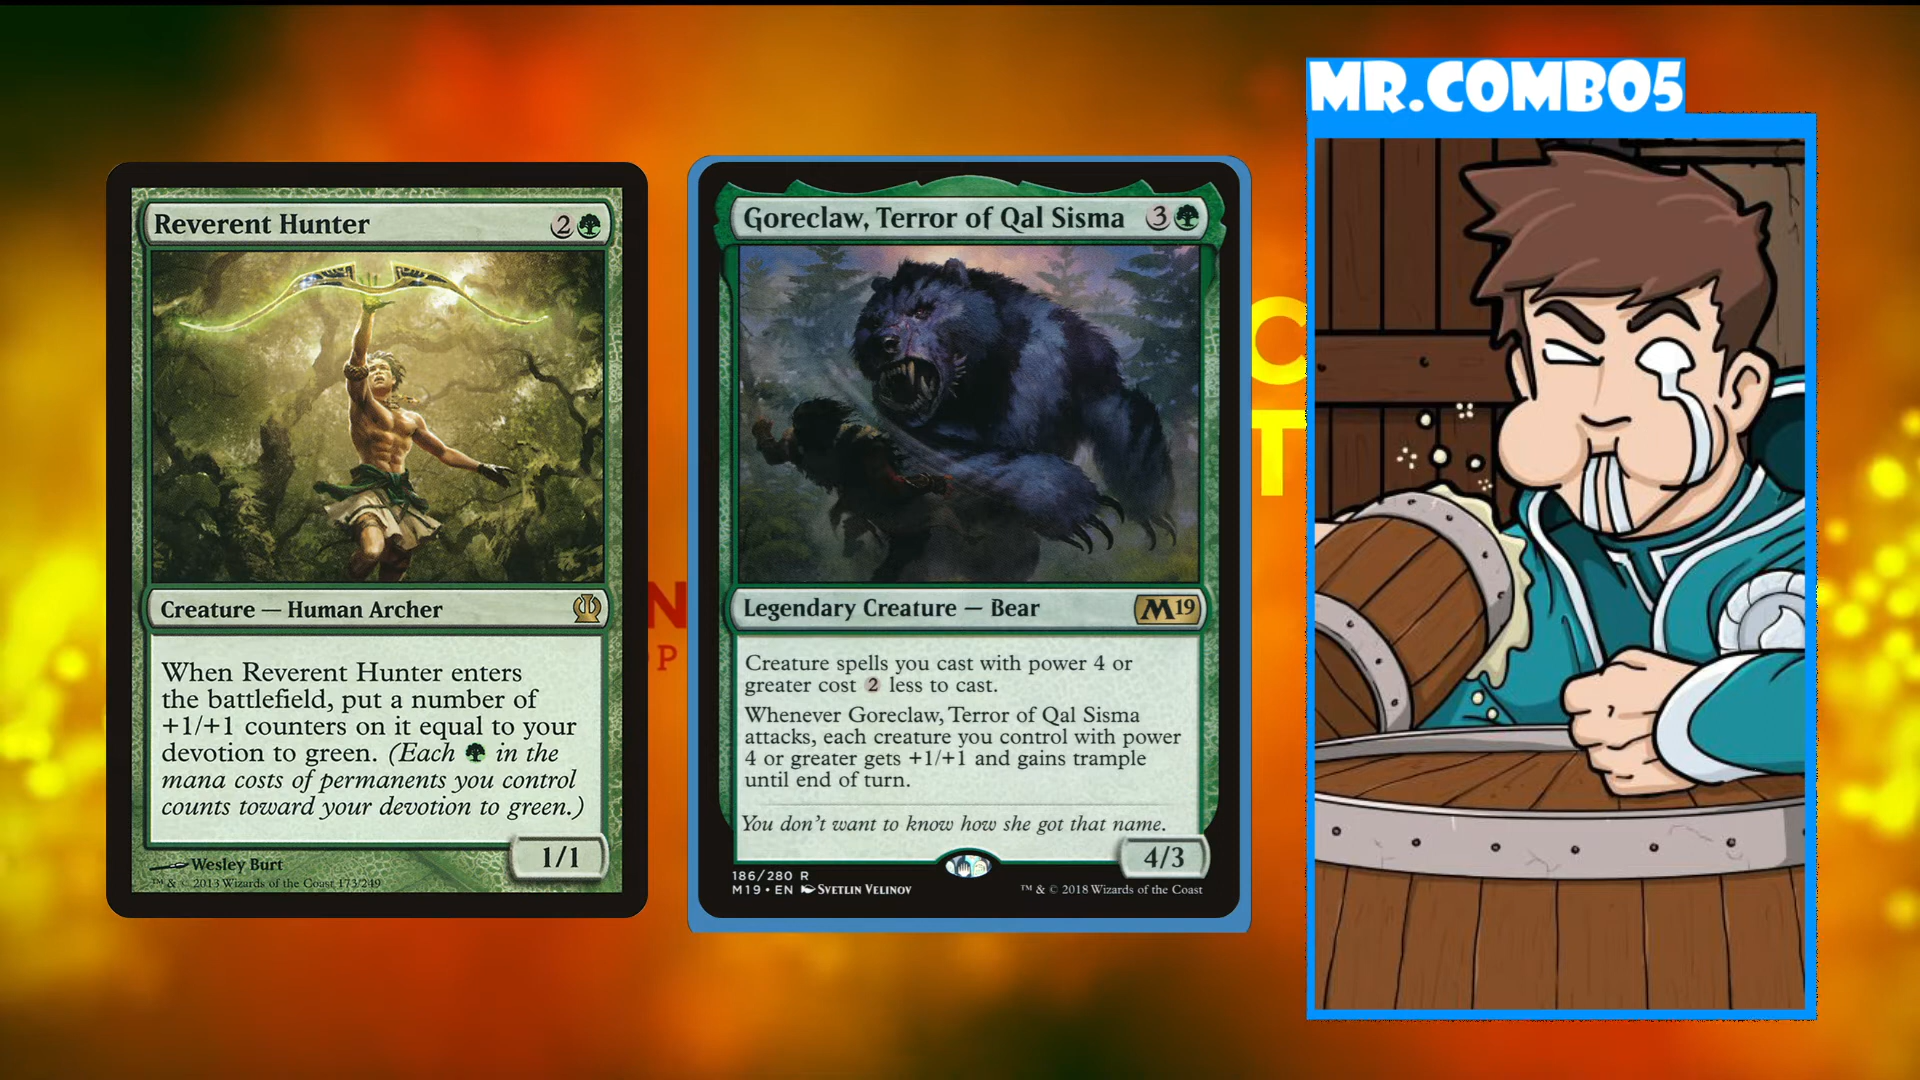 MR.COMBO5
Reverent Hunter 2
Creature — Human Archer
When Reverent Hunter enters
the battlefield, put a number of
+1/+1 counters on it equal to your
devotion to green. (Each in the
mana costs of permanents you control
counts toward your devotion to green.)
1/1
Wesley Burt
™ & © 2013 Wizards of the Coast 173/249
Goreclaw, Terror of Qal Sisma 3
Legendary Creature — Bear M19
Creature spells you cast with power 4 or
greater cost 2 less to cast.
Whenever Goreclaw, Terror of Qal Sisma
attacks, each creature you control with power
4 or greater gets +1/+1 and gains trample
until end of turn.
You don't want to know how she got that name.
4/3
186/280 R
M19 • EN Svetlin Velinov
™ & © 2018 Wizards of the Coast
C
T
N
OP